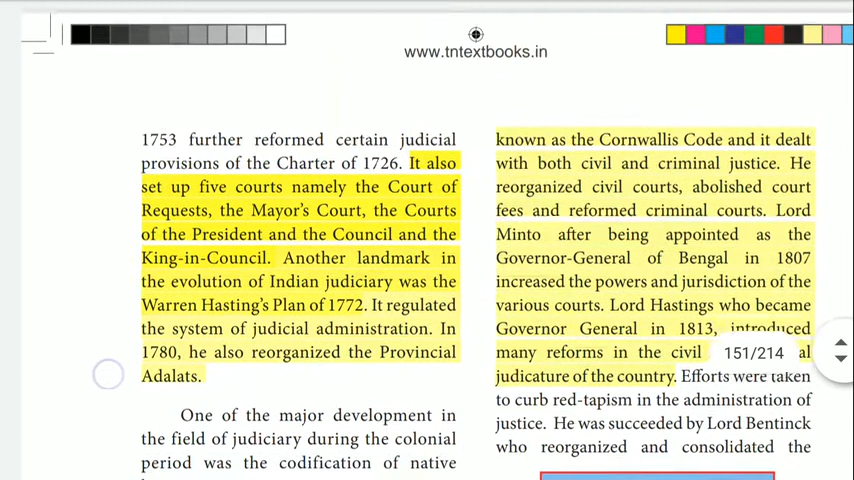 www.tntextbooks.in
1753 further reformed certain judicial
provisions of the Charter of 1726. It also
set up five courts namely the Court of
Requests, the Mayor's Court, the Courts
of the President and the Council and the
King-in-Council. Another landmark in
the evolution of Indian judiciary was the
Warren Hasting's Plan of 1772. It regulated
the system of judicial administration. In
1780, he also reorganized the Provincial
Adalats.
One of the major development in
the field of judiciary during the colonial
period was the codification of native
known as the Cornwallis Code and it dealt
with both civil and criminal justice. He
reorganized civil courts, abolished court
fees and reformed criminal courts. Lord
Minto after being appointed as the
Governor-General of Bengal in 1807
increased the powers and jurisdiction of the
various courts. Lord Hastings who became
Governor General in 1813, introduced
many reforms in the civil al
judicature of the country. Efforts were taken
to curb red-tapism in the administration of
justice. He was succeeded by Lord Bentinck
who reorganized and consolidated the
151/214